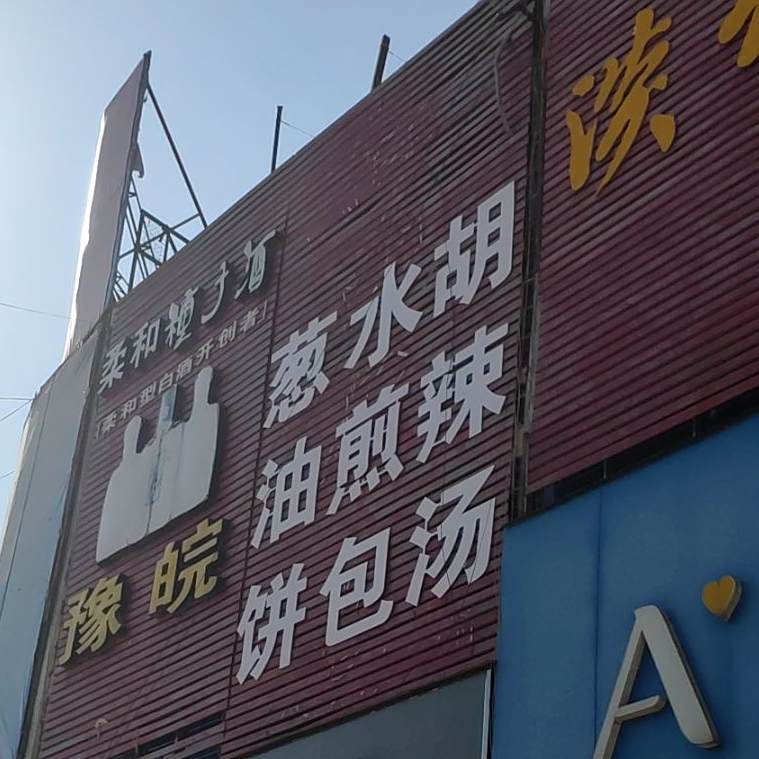 柔和種子酒
(柔和型白酒开创者)
豫皖
胡辣汤
水煎包
葱油饼
A